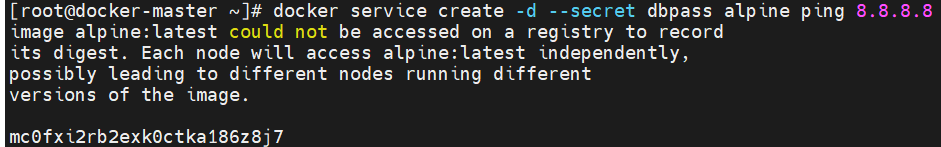 [root@docker-master ~]# docker service create -d --secret dbpass alpine ping 8.8.8.8
image alpine:latest could not be accessed on a registry to record
its digest. Each node will access alpine:latest independently,
possibly leading to different nodes running different
versions of the image.
mc0fxi2rb2exk0ctka186z8j7